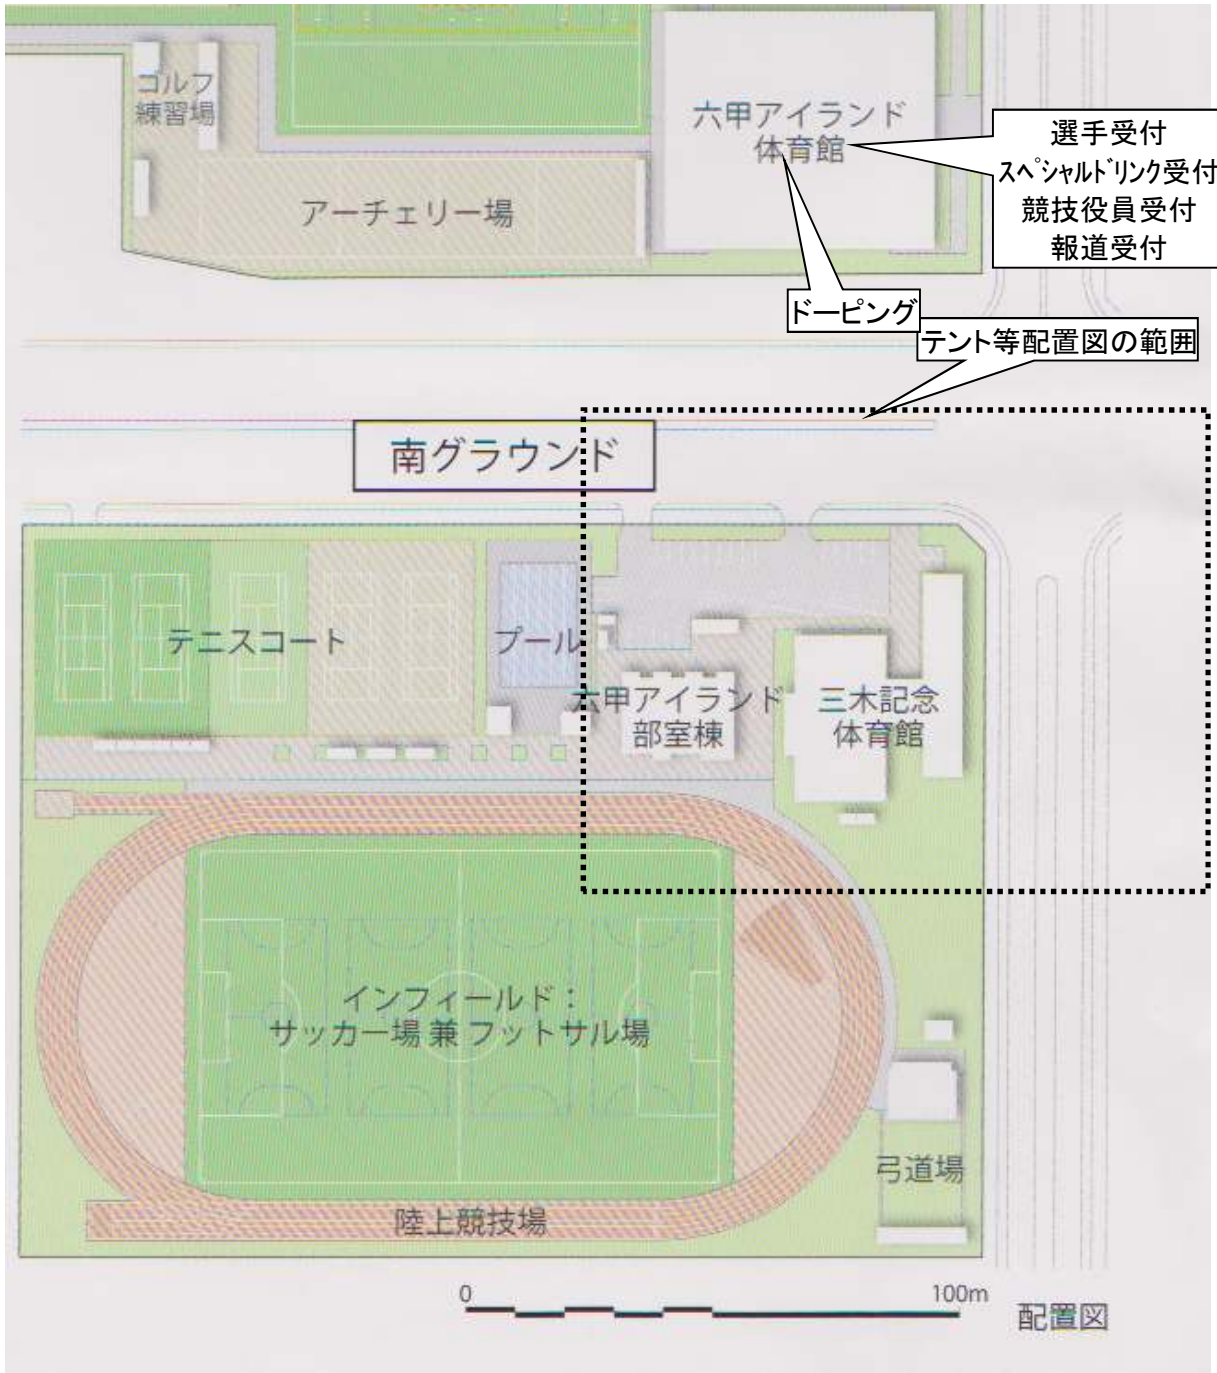 ゴルフ
練習場
六甲アイランド
体育館
選手受付
スペシャルドリンク受付
競技役員受付
報道受付
アーチェリー場
ドーピング
テント等配置図の範囲
南グラウンド
テニスコート
プール
六甲アイランド
部室棟
三木記念
体育館
インフィールド：
サッカー場 兼 フットサル場
弓道場
陸上競技場
0
100m
配置図